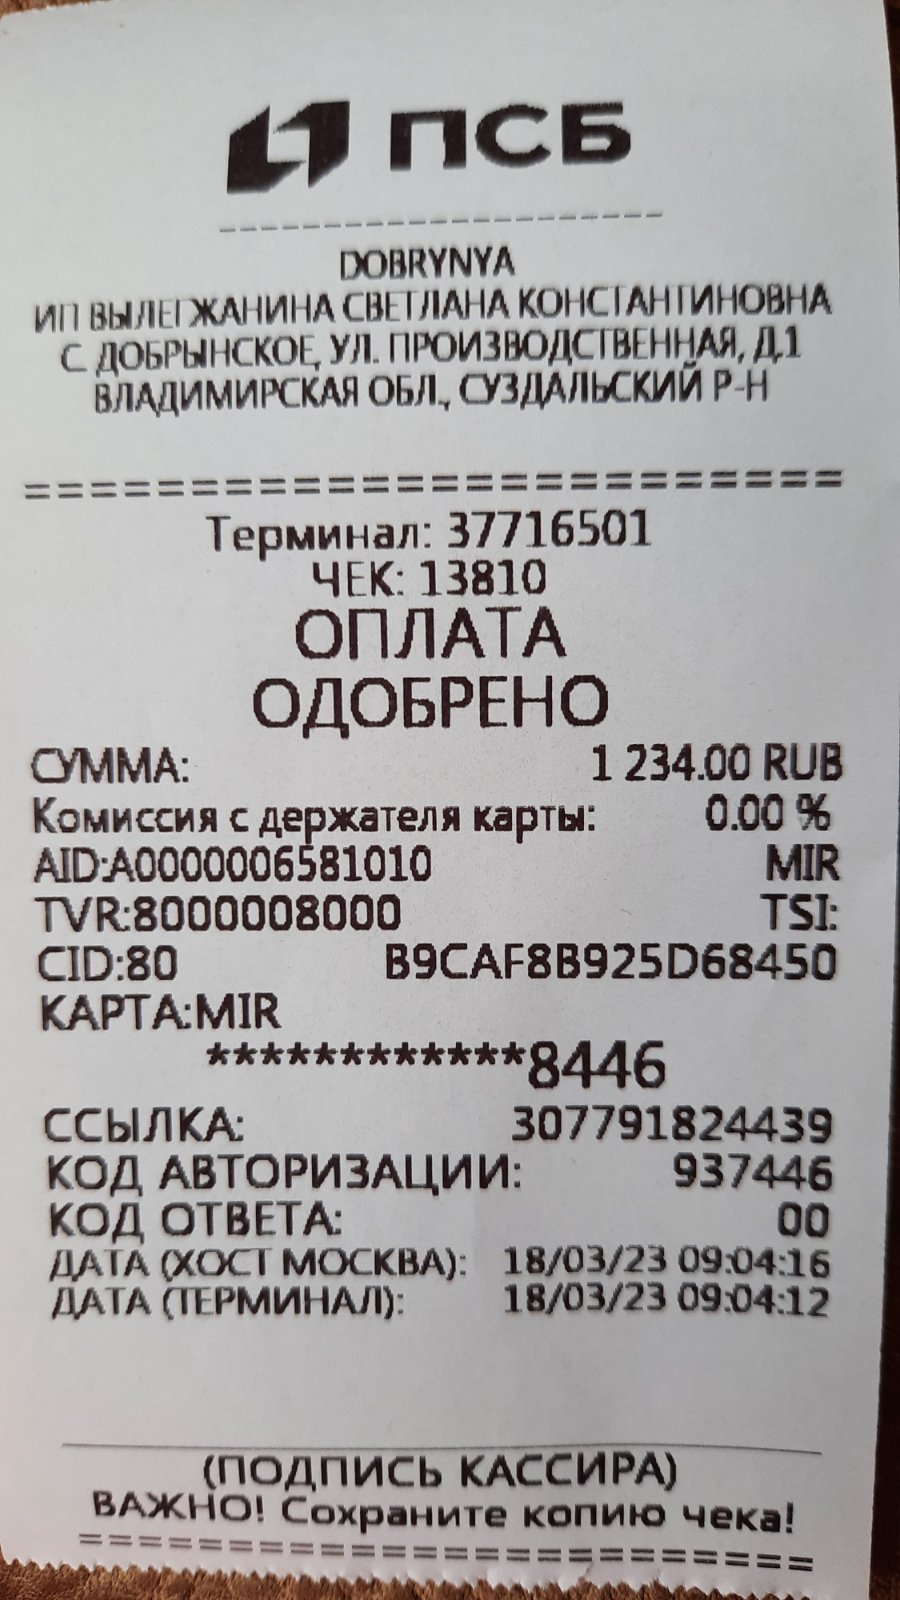 ПСБ
DOBRYNYA
ИП ВЫЛЕГЖАНИНА СВЕТЛАНА КОНСТАНТИНОВНА
С. ДОБРЫНСКОЕ, УЛ. ПРОИЗВОДСТВЕННАЯ, Д.1
ВЛАДИМИРСКАЯ ОБЛ., СУЗДАЛЬСКИЙ Р-Н
=========================
Терминал: 37716501
ЧЕК: 13810
ОПЛАТА
ОДОБРЕНО
СУММА: 1 234.00 RUB
Комиссия с держателя карты: 0.00 %
AID:A0000006581010 MIR
TVR:8000008000 TSI:
CID:80 B9CAF8B925D68450
КАРТА:MIR
************8446
ССЫЛКА: 307791824439
КОД АВТОРИЗАЦИИ: 937446
КОД ОТВЕТА: 00
ДАТА (ХОСТ МОСКВА): 18/03/23 09:04:16
ДАТА (ТЕРМИНАЛ): 18/03/23 09:04:12
(ПОДПИСЬ КАССИРА)
ВАЖНО! Сохраните копию чека!
=========================